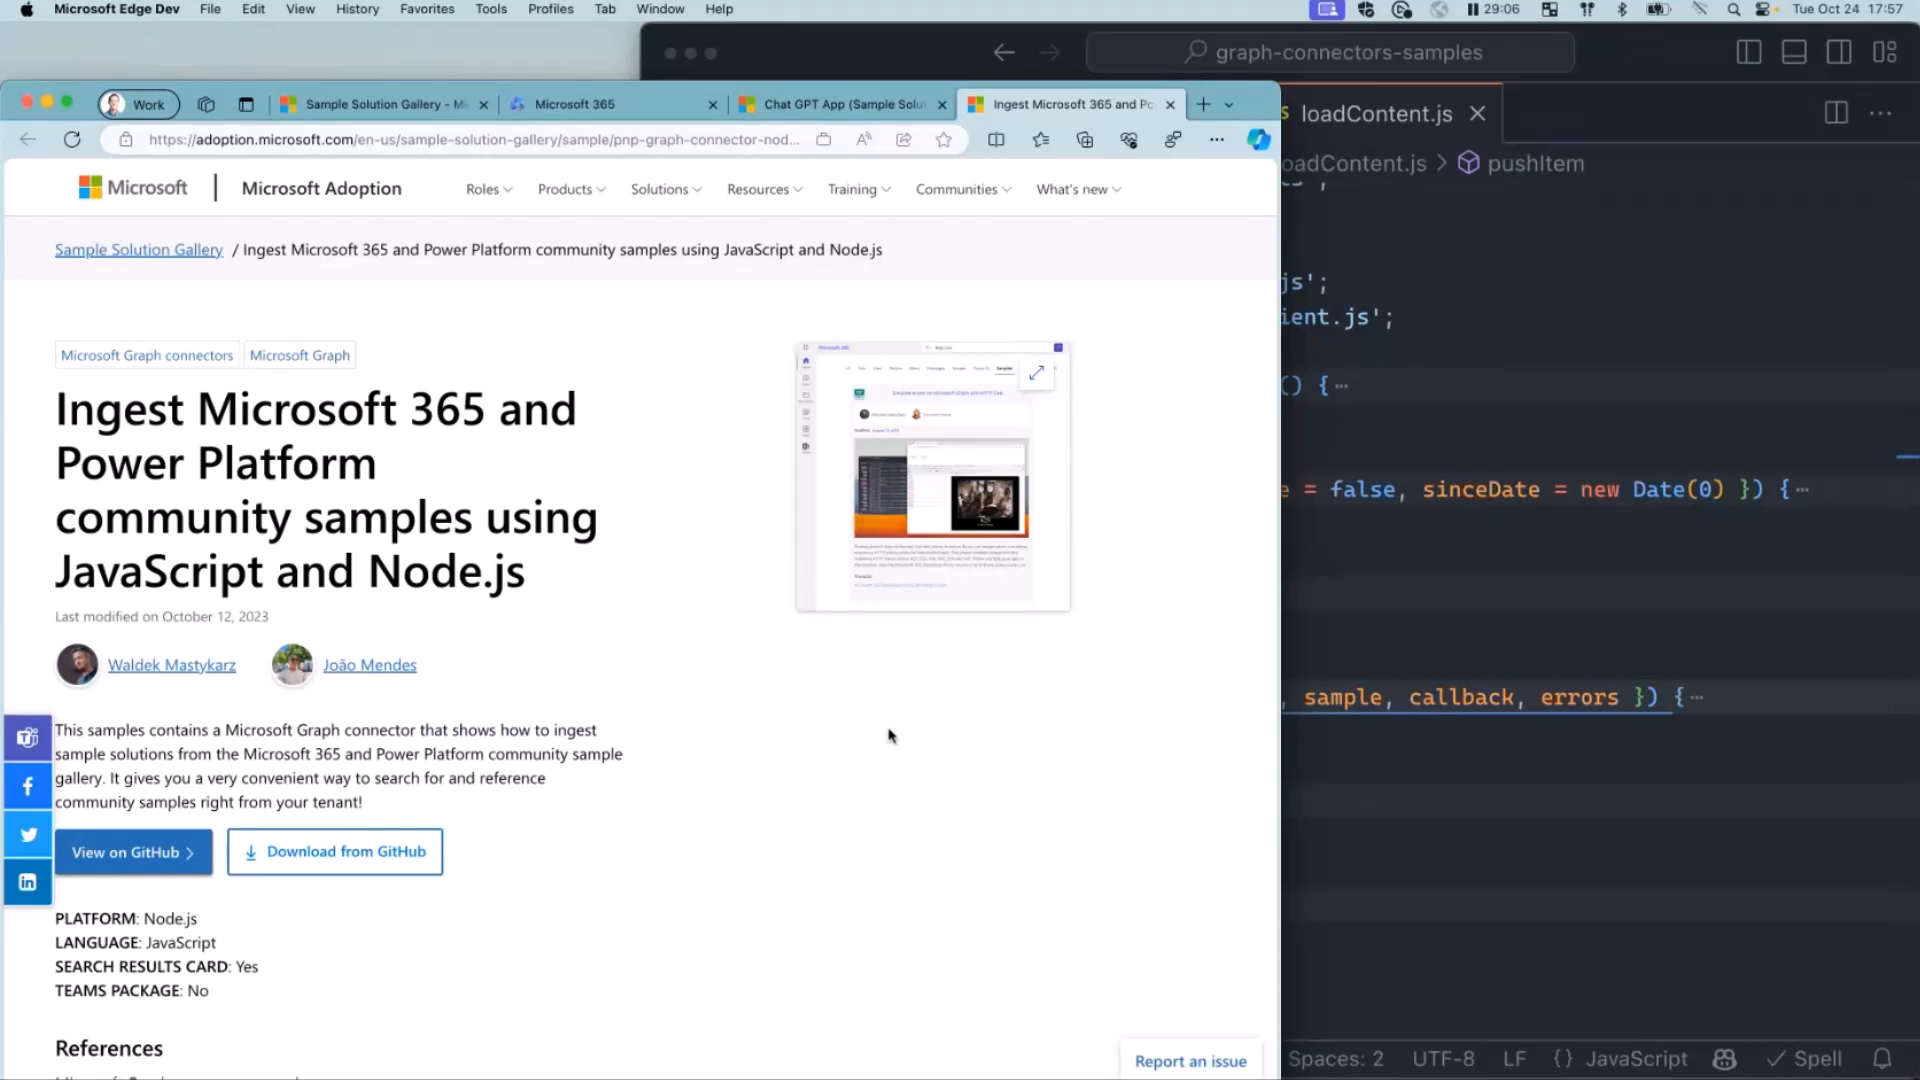 Microsoft Edge Dev File Edit View History Favorites Tools Profiles Tab Window Help 29:06 Tue Oct 24 17:57
graph-connectors-samples
Work Sample Solution Gallery - Mi Microsoft 365 Chat GPT App (Sample Solu Ingest Microsoft 365 and Po
loadContent.js
https://adoption.microsoft.com/en-us/sample-solution-gallery/sample/pnp-graph-connector-nod...
oadContent.js > pushItem
Microsoft | Microsoft Adoption Roles Products Solutions Resources Training Communities What's new
Sample Solution Gallery / Ingest Microsoft 365 and Power Platform community samples using JavaScript and Node.js
js';
ient.js';
Microsoft Graph connectors Microsoft Graph
() {
Ingest Microsoft 365 and
Power Platform
community samples using
JavaScript and Node.js
e = false, sinceDate = new Date(0) }) {
Last modified on October 12, 2023
Waldek Mastykarz João Mendes
, sample, callback, errors }) {
This samples contains a Microsoft Graph connector that shows how to ingest
sample solutions from the Microsoft 365 and Power Platform community sample
gallery. It gives you a very convenient way to search for and reference
community samples right from your tenant!
View on GitHub > Download from GitHub
PLATFORM: Node.js
LANGUAGE: JavaScript
SEARCH RESULTS CARD: Yes
TEAMS PACKAGE: No
References
Report an issue
Spaces: 2 UTF-8 LF {} JavaScript Spell